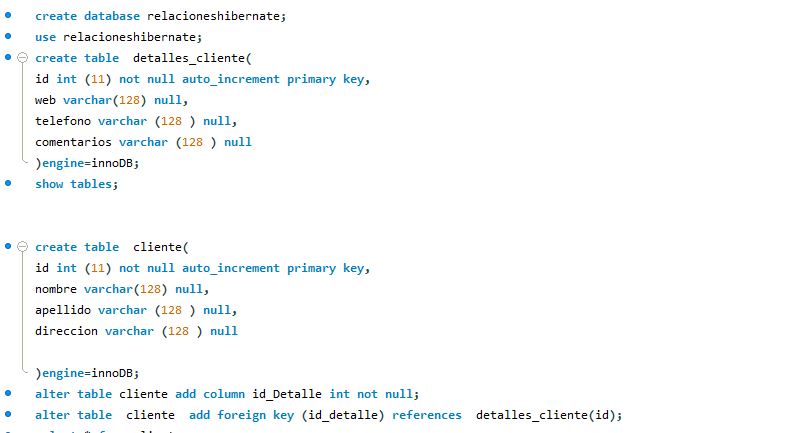 create database relacioneshibernate;
use relacioneshibernate;
create table  detalles_cliente(
id int (11) not null auto_increment primary key,
web varchar(128) null,
telefono varchar (128 ) null,
comentarios varchar (128 ) null
)engine=innoDB;
show tables;
create table  cliente(
id int (11) not null auto_increment primary key,
nombre varchar(128) null,
apellido varchar (128 ) null,
direccion varchar (128 ) null
)engine=innoDB;
alter table cliente add column id_Detalle int not null;
alter table  cliente  add foreign key (id_detalle) references  detalles_cliente(id);